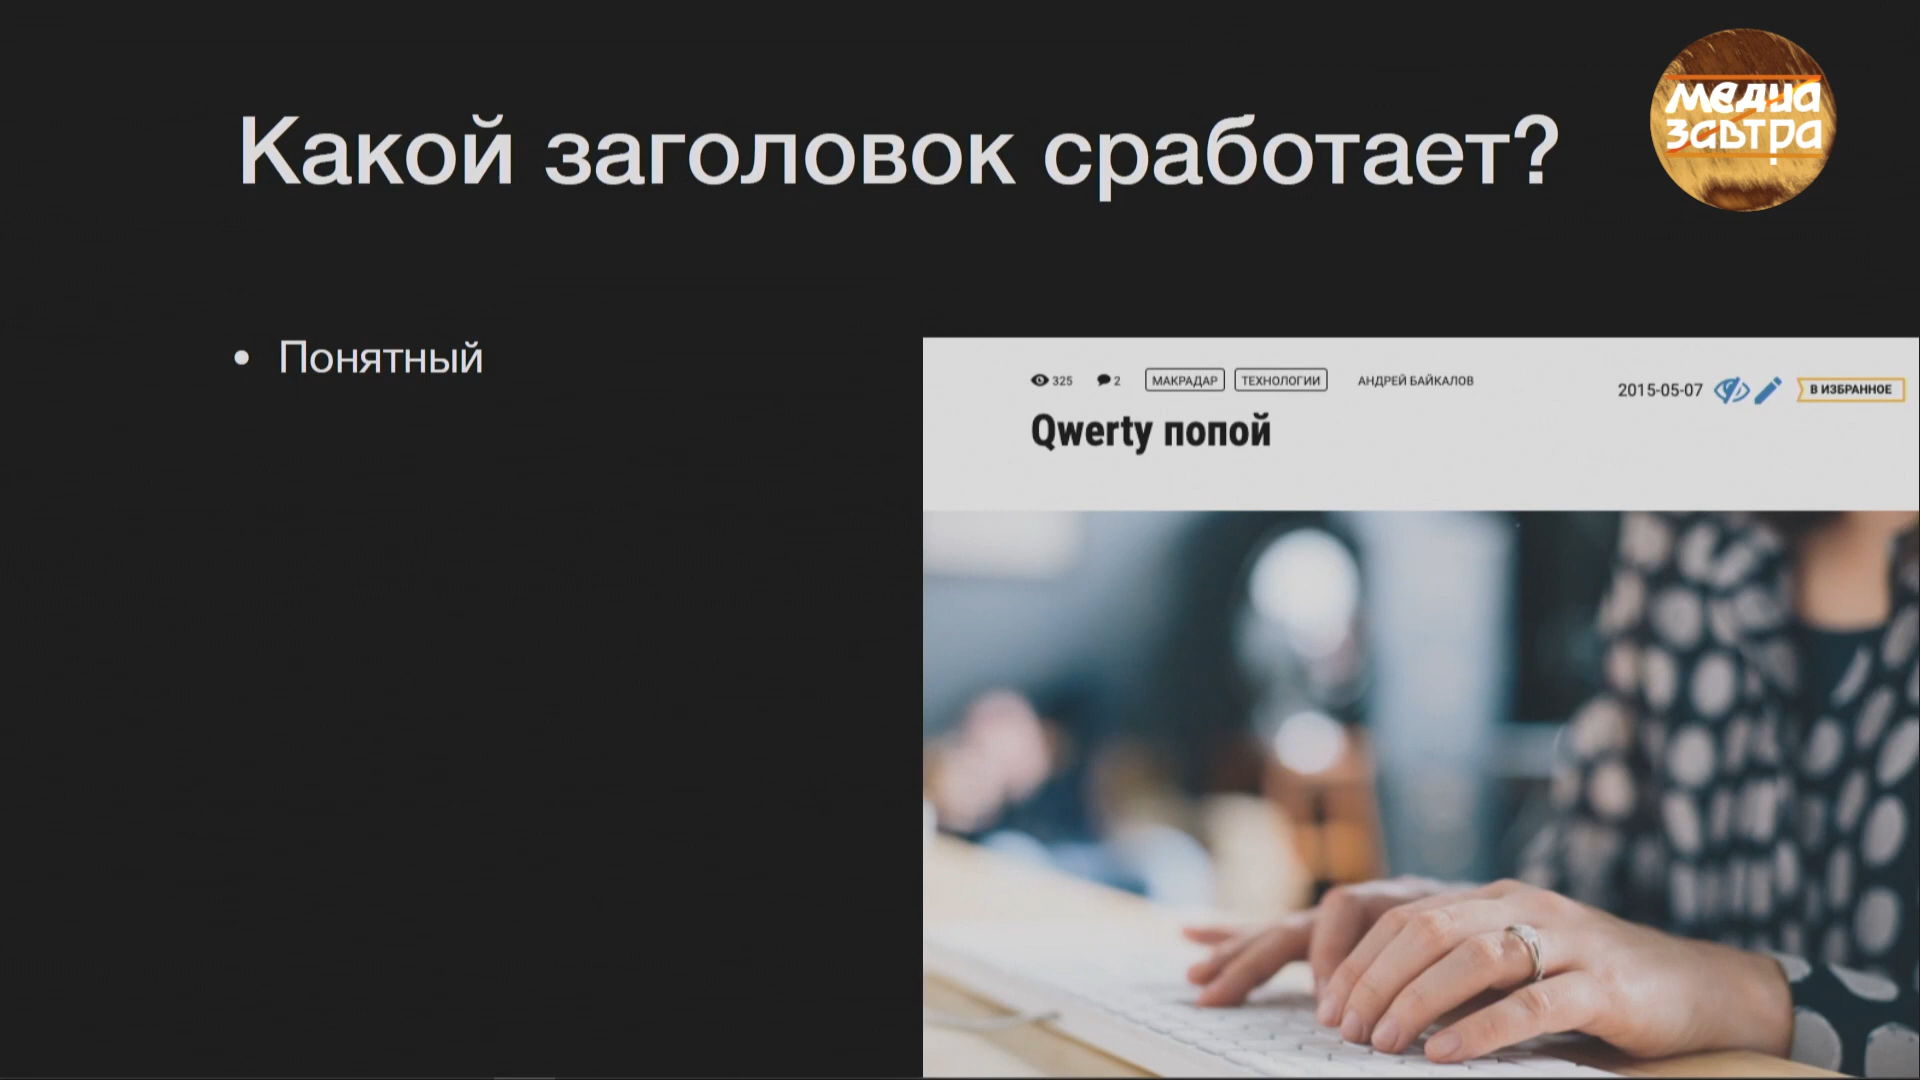 Какой заголовок сработает?
медиа
завтра
• Понятный
325 2 МАКРАДАР ТЕХНОЛОГИИ АНДРЕЙ БАЙКАЛОВ 2015-05-07 В ИЗБРАННОЕ
Qwerty попой